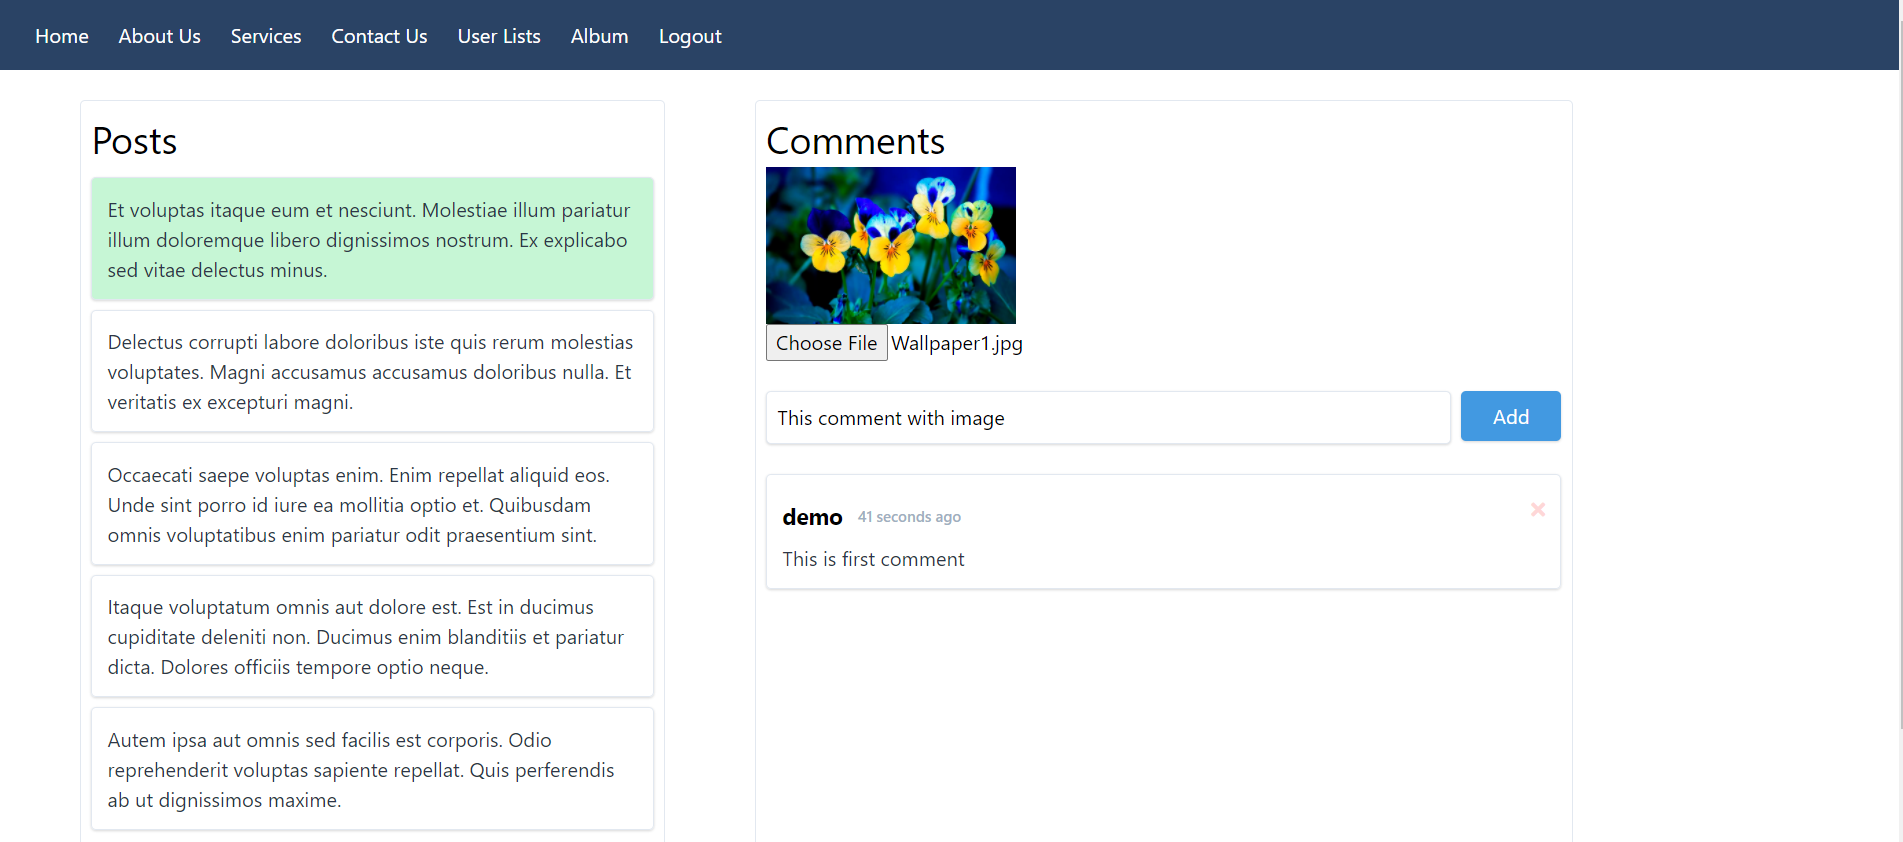 Home About Us Services Contact Us User Lists Album Logout
Posts
Et voluptas itaque eum et nesciunt. Molestiae illum pariatur
illum doloremque libero dignissimos nostrum. Ex explicabo
sed vitae delectus minus.
Delectus corrupti labore doloribus iste quis rerum molestias
voluptates. Magni accusamus accusamus doloribus nulla. Et
veritatis ex excepturi magni.
Occaecati saepe voluptas enim. Enim repellat aliquid eos.
Unde sint porro id iure ea mollitia optio et. Quibusdam
omnis voluptatibus enim pariatur odit praesentium sint.
Itaque voluptatum omnis aut dolore est. Est in ducimus
cupiditate deleniti non. Ducimus enim blanditiis et pariatur
dicta. Dolores officiis tempore optio neque.
Autem ipsa aut omnis sed facilis est corporis. Odio
reprehenderit voluptas sapiente repellat. Quis perferendis
ab ut dignissimos maxime.
Comments
Choose File Wallpaper1.jpg
This comment with image
Add
demo 41 seconds ago
This is first comment